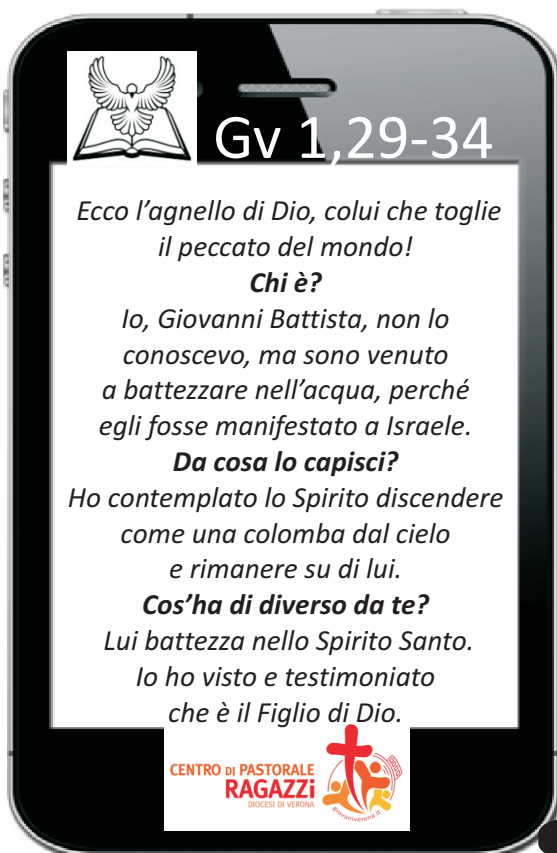 Gv 1,29-34
Ecco l’agnello di Dio, colui che toglie
il peccato del mondo!
Chi è?
Io, Giovanni Battista, non lo
conoscevo, ma sono venuto
a battezzare nell’acqua, perché
egli fosse manifestato a Israele.
Da cosa lo capisci?
Ho contemplato lo Spirito discendere
come una colomba dal cielo
e rimanere su di lui.
Cos’ha di diverso da te?
Lui battezza nello Spirito Santo.
Io ho visto e testimoniato
che è il Figlio di Dio.
CENTRO DI PASTORALE
RAGAZZi
DIOCESI DI VERONA
giovaniverona.it